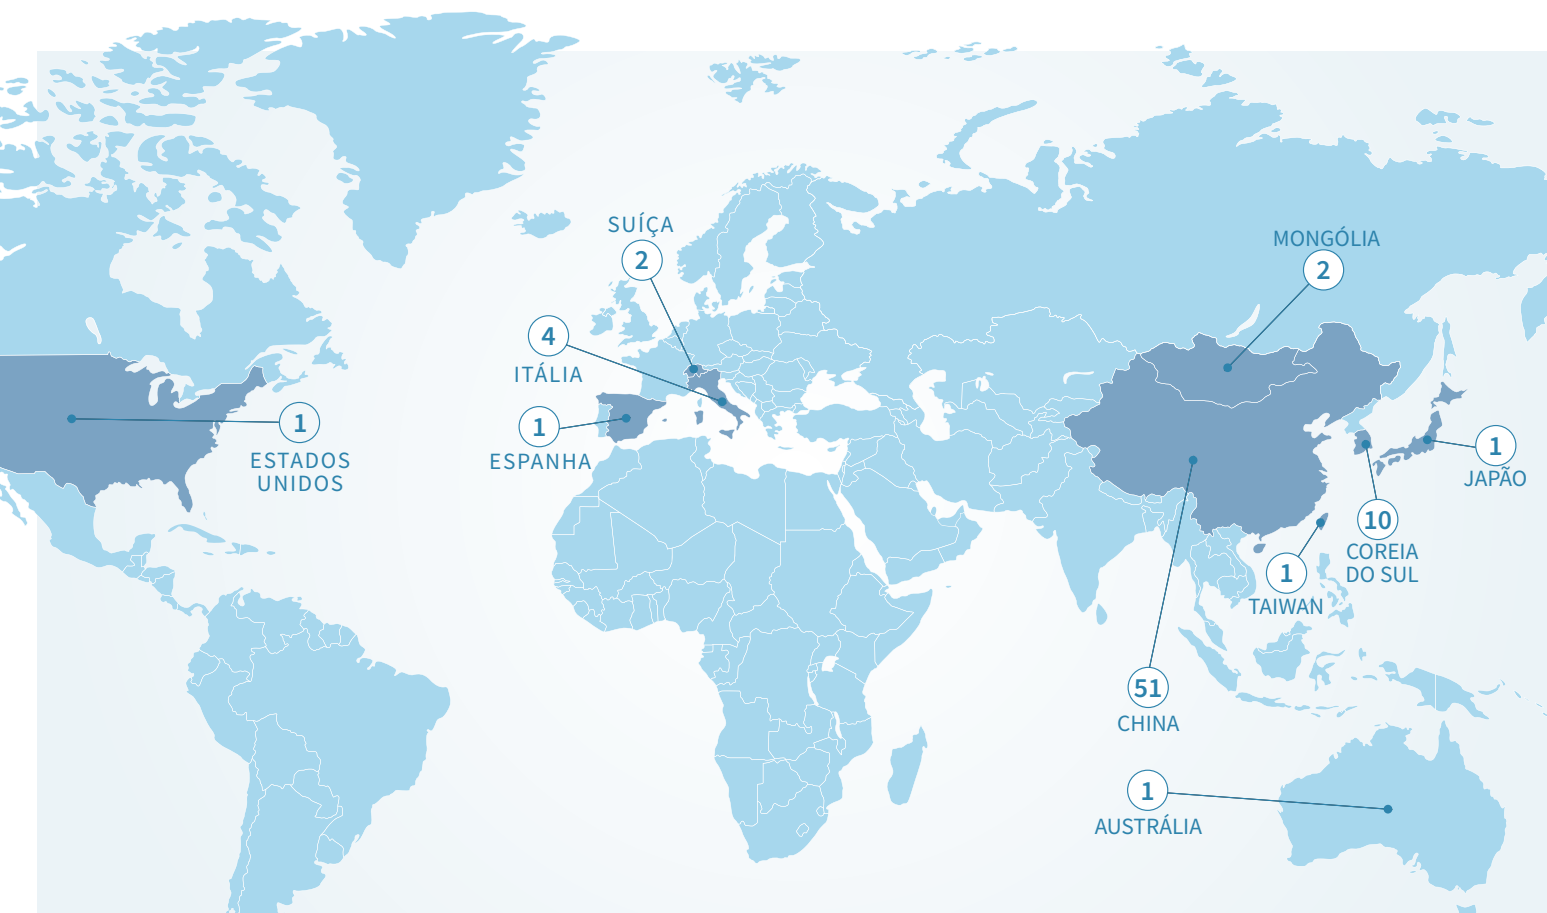 SUÍÇA
2
MONGÓLIA
2
4
ITÁLIA
1
ESPANHA
1
ESTADOS
UNIDOS
1
JAPÃO
10
COREIA
DO SUL
1
TAIWAN
51
CHINA
1
AUSTRÁLIA